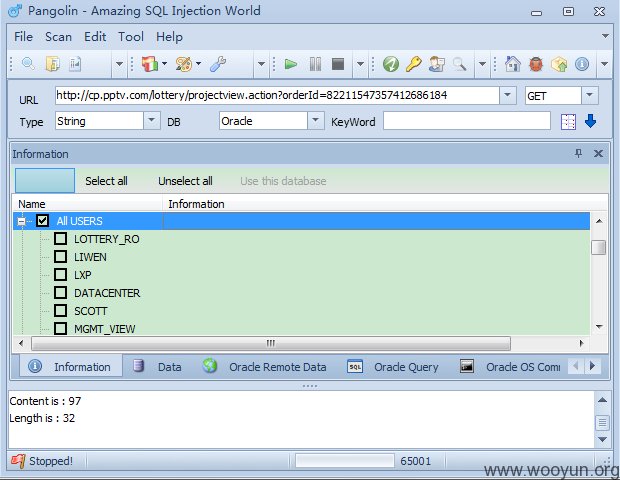 Pangolin - Amazing SQL Injection World
File Scan Edit Tool Help
URL http://cp.pptv.com/lottery/projectview.action?orderId=82211547357412686184 GET
Type String DB Oracle KeyWord
Information
Select all Unselect all Use this database
Name Information
All USERS
LOTTERY_RO
LIWEN
LXP
DATACENTER
SCOTT
MGMT_VIEW
Information Data Oracle Remote Data SQL Oracle Query Oracle OS Com
Content is : 97
Length is : 32
Stopped! 65001
www.wooyun.org